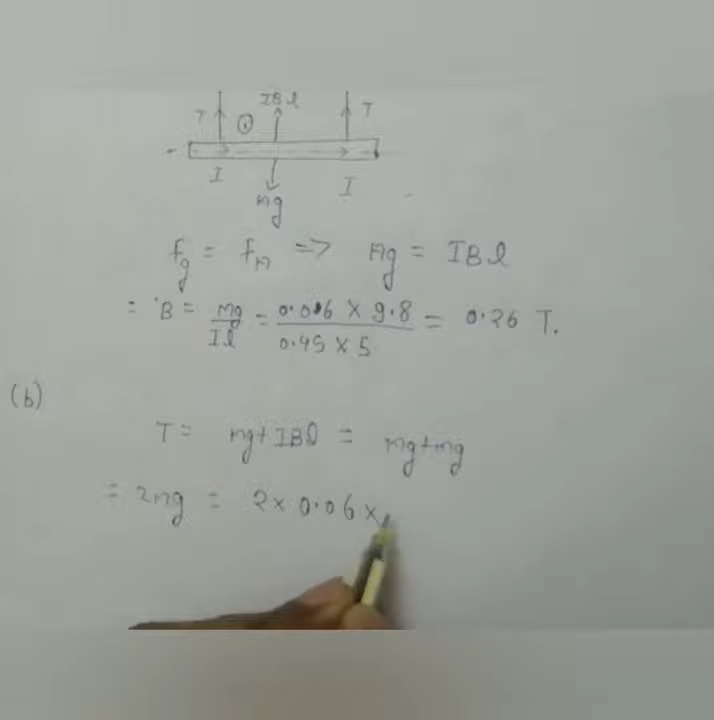 IBl
T T
I I
mg
fg = fm => mg = IBl
= B = mg/Il = 0.06 × 9.8 / 0.45 × 5 = 0.26 T.
(b)
T = mg + IBl = mg + mg
= 2mg = 2 × 0.06 ×